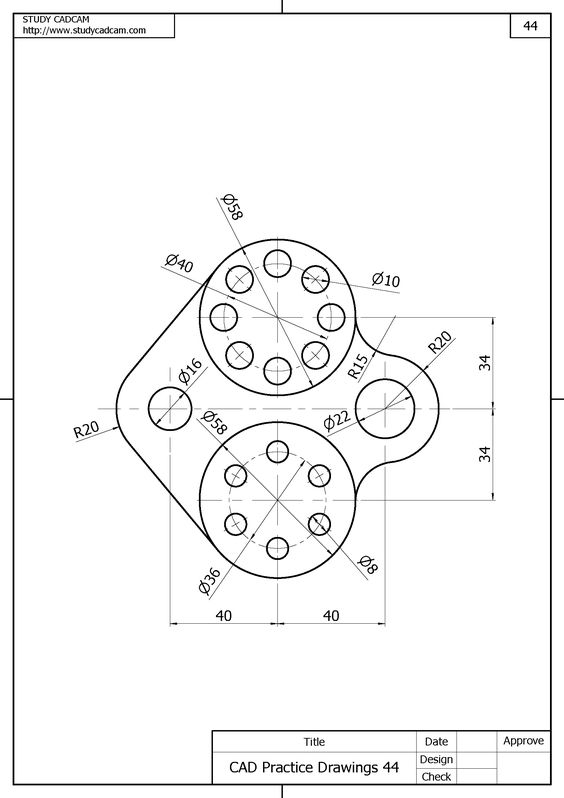 STUDY CADCAM
http://www.studycadcam.com
44
Ø58
Ø40
Ø10
R20
R15
34
Ø16
Ø22
R20
Ø58
34
Ø36
Ø8
40
40
Title
Date
Approve
CAD Practice Drawings 44
Design
Check